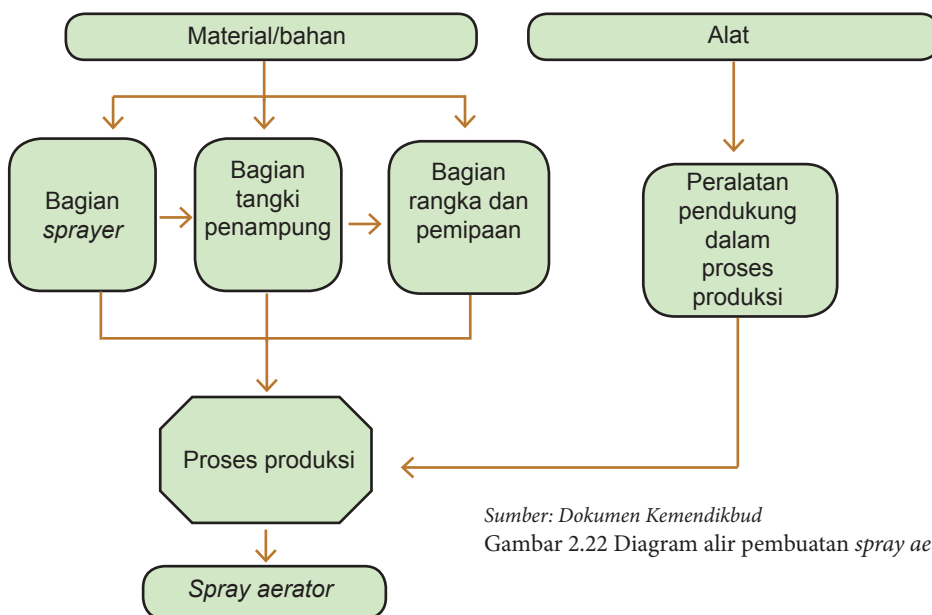 Material/bahan
Alat
Bagian
sprayer
Bagian
tangki
penampung
Bagian
rangka dan
pemipaan
Peralatan
pendukung
dalam
proses
produksi
Proses produksi
Spray aerator
Sumber: Dokumen Kemendikbud
Gambar 2.22 Diagram alir pembuatan spray ae